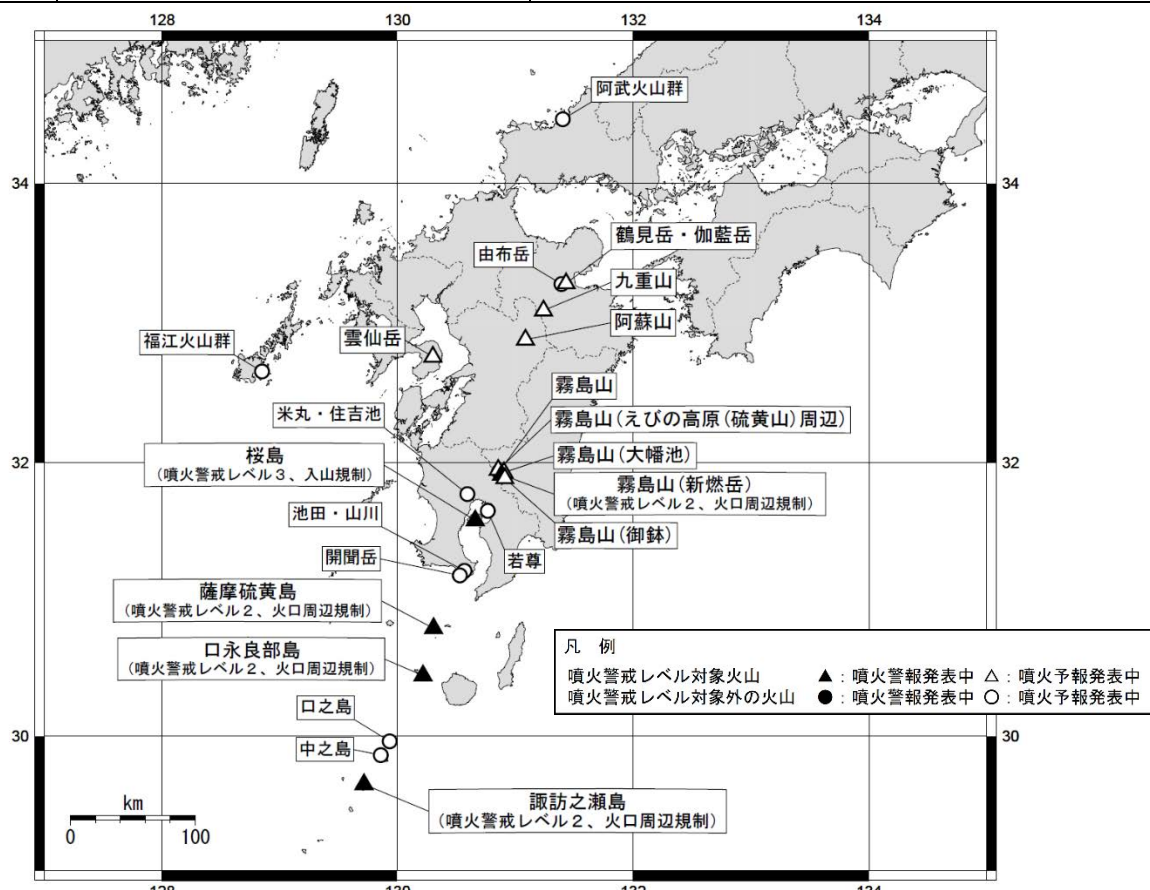 128
130
132
134
阿武火山群
34
34
鶴見岳・伽藍岳
由布岳
九重山
阿蘇山
雲仙岳
福江火山群
霧島山
米丸・住吉池
霧島山(えびの高原(硫黄山)周辺)
桜島
(噴火警戒レベル3、入山規制)
霧島山(大幡池)
32
32
霧島山(新燃岳)
(噴火警戒レベル2、火口周辺規制)
池田・山川
霧島山(御鉢)
開聞岳
若尊
薩摩硫黄島
(噴火警戒レベル2、火口周辺規制)
口永良部島
(噴火警戒レベル2、火口周辺規制)
凡 例
噴火警戒レベル対象火山 ▲:噴火警報発表中 △:噴火予報発表中
噴火警戒レベル対象外の火山 ●:噴火警報発表中 ○:噴火予報発表中
口之島
30
30
中之島
諏訪之瀬島
(噴火警戒レベル2、火口周辺規制)
km
0 100
128
130
132
134